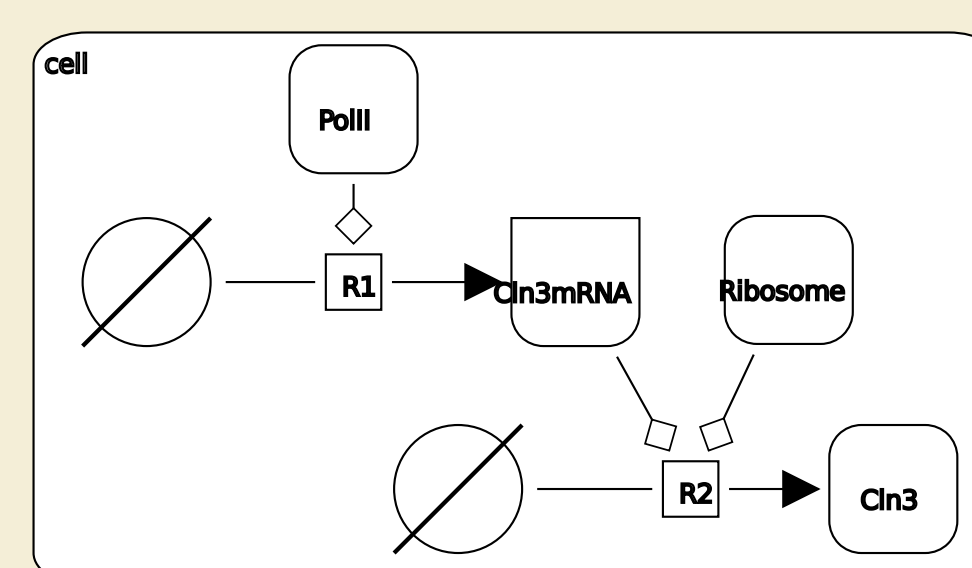 cell
PolII
R1
Cln3mRNA
Ribosome
R2
Cln3